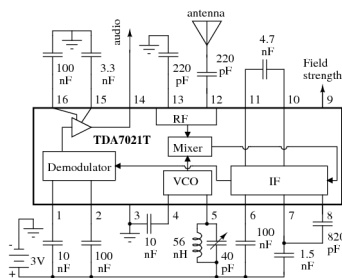 antenna
audio
4.7
nF
100
nF
3.3
nF
220
pF
220
pF
Field
strength
16 15 14 13 12 11 10 9
RF
TDA7021T
Mixer
Demodulator
VCO
IF
1 2 3 4 5 6 7 8
3V
10
nF
100
nF
10
nF
56
nH
40
pF
100
nF
1.5
nF
820
pF
+
-